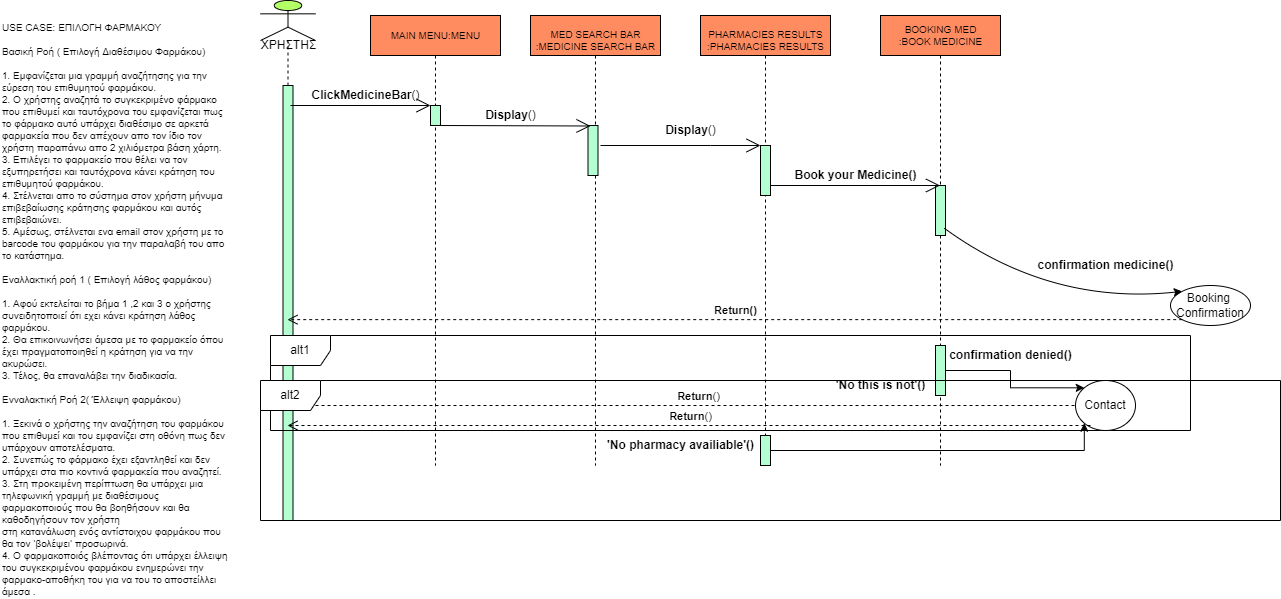 USE CASE: ΕΠΙΛΟΓΗ ΦΑΡΜΑΚΟΥ
Βασική Ροή ( Επιλογή Διαθέσιμου Φαρμάκου)
1. Εμφανίζεται μια γραμμή αναζήτησης για την
εύρεση του επιθυμητού φαρμάκου.
2. Ο χρήστης αναζητά το συγκεκριμένο φάρμακο
που επιθυμεί και ταυτόχρονα του εμφανίζεται πως
το φάρμακο αυτό υπάρχει διαθέσιμο σε αρκετά
φαρμακεία που δεν απέχουν απο τον ίδιο τον
χρήστη παραπάνω απο 2 χιλιόμετρα βάση χάρτη.
3. Επιλέγει το φαρμακείο που θέλει να τον
εξυπηρετήσει και ταυτόχρονα κάνει κράτηση του
επιθυμητού φαρμάκου.
4. Στέλνεται απο το σύστημα στον χρήστη μήνυμα
επιβεβαίωσης κράτησης φαρμάκου και αυτός
επιβεβαιώνει.
5. Αμέσως, στέλνεται ενα email στον χρήστη με το
barcode του φαρμάκου για την παραλαβή του απο
το κατάστημα.
Εναλλακτική ροή 1 ( Επιλογή λάθος φαρμάκου)
1. Αφού εκτελείται το βήμα 1 ,2 και 3 ο χρήστης
συνειδητοποιεί ότι εχει κάνει κράτηση λάθος
φαρμάκου.
2. Θα επικοινωνήσει άμεσα με το φαρμακείο όπου
έχει πραγματοποιηθεί η κράτηση για να την
ακυρώσει.
3. Τέλος, θα επαναλάβει την διαδικασία.
Ενναλακτική Ροή 2( Έλλειψη φαρμάκου)
1. Ξεκινά ο χρήστης την αναζήτηση του φαρμάκου
που επιθυμεί και του εμφανίζει στη οθόνη πως δεν
υπάρχουν αποτελέσματα.
2. Συνεπώς το φάρμακο έχει εξαντληθεί και δεν
υπάρχει στα πιο κοντινά φαρμακεία που αναζητεί.
3. Στη προκειμένη περίπτωση θα υπάρχει μια
τηλεφωνική γραμμή με διαθέσιμους
φαρμακοποιούς που θα βοηθήσουν και θα
καθοδηγήσουν τον χρήστη
στη κατανάλωση ενός αντίστοιχου φαρμάκου που
θα τον 'βολέψει' προσωρινά.
4. Ο φαρμακοποιός βλέποντας ότι υπάρχει έλλειψη
του συγκεκριμένου φαρμάκου ενημερώνει την
φαρμακο-αποθήκη του για να του το αποστείλλει
άμεσα .
ΧΡΗΣΤΗΣ
MAIN MENU:MENU
MED SEARCH BAR
:MEDICINE SEARCH BAR
PHARMACIES RESULTS
:PHARMACIES RESULTS
BOOKING MED
:BOOK MEDICINE
ClickMedicineBar()
Display()
Display()
Book your Medicine()
confirmation medicine()
Booking
Confirmation
Return()
alt1
confirmation denied()
'No this is not'()
alt2
Return()
Contact
Return()
'No pharmacy availiable'()